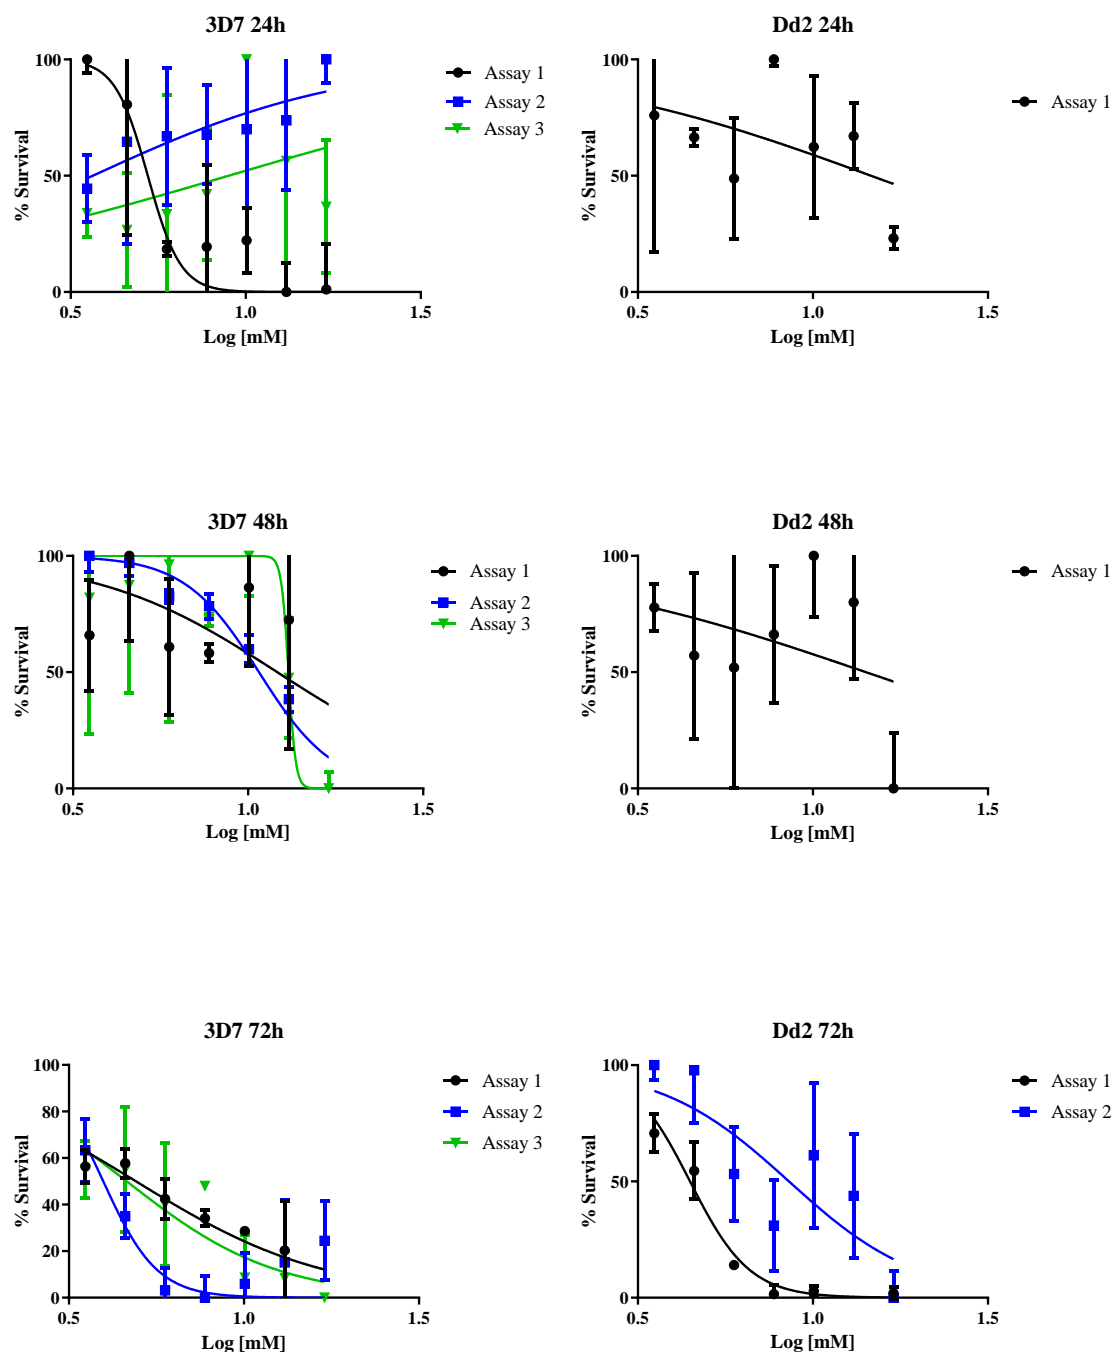 3D7 24h
100
50
0
% Survival
0.5
1.0
1.5
Log [mM]
Assay 1
Assay 2
Assay 3
Dd2 24h
100
50
0
% Survival
0.5
1.0
1.5
Log [mM]
Assay 1
3D7 48h
100
50
0
% Survival
0.5
1.0
1.5
Log [mM]
Assay 1
Assay 2
Assay 3
Dd2 48h
100
50
0
% Survival
0.5
1.0
1.5
Log [mM]
Assay 1
3D7 72h
100
80
60
40
20
0
% Survival
0.5
1.0
1.5
Log [mM]
Assay 1
Assay 2
Assay 3
Dd2 72h
100
50
0
% Survival
0.5
1.0
1.5
Log [mM]
Assay 1
Assay 2